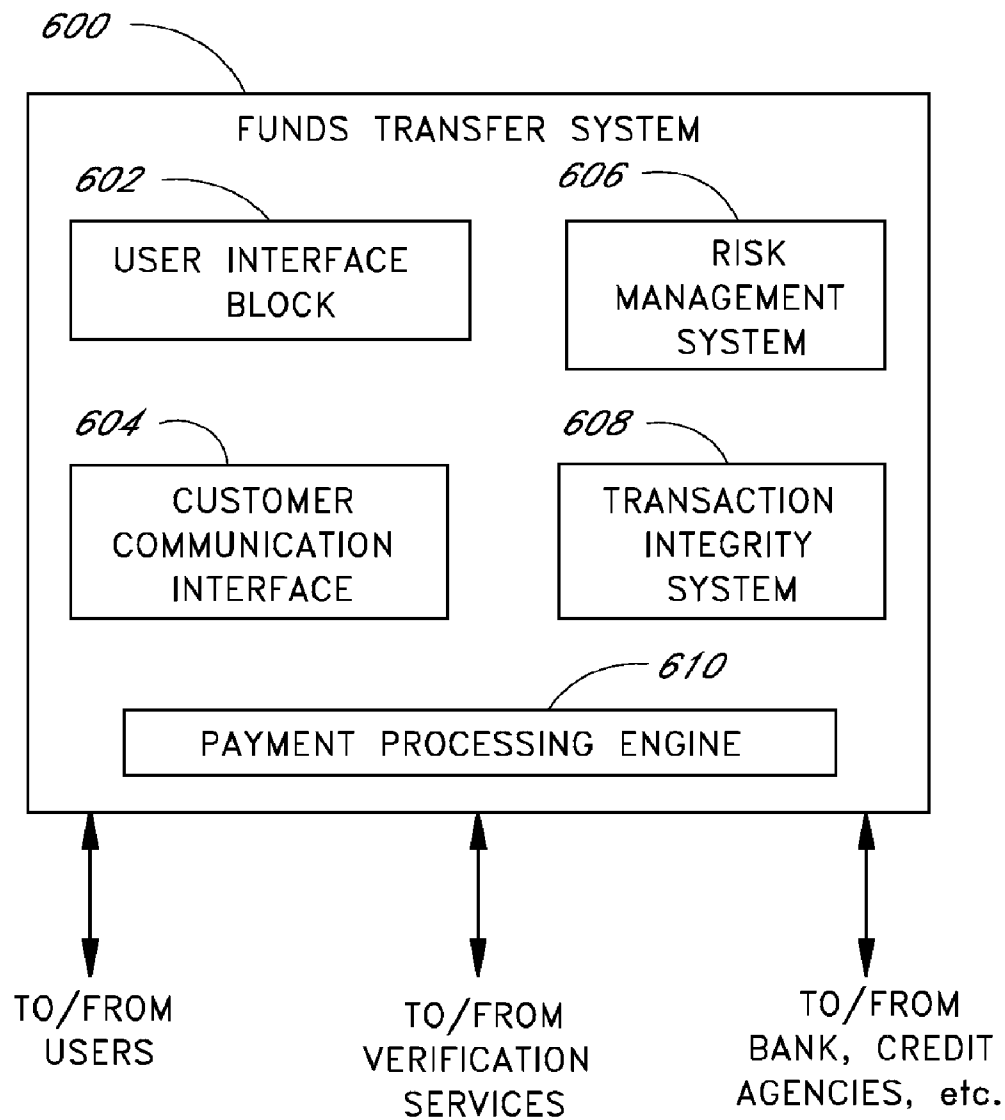 600
FUNDS TRANSFER SYSTEM
602
USER INTERFACE
BLOCK
606
RISK
MANAGEMENT
SYSTEM
604
CUSTOMER
COMMUNICATION
INTERFACE
608
TRANSACTION
INTEGRITY
SYSTEM
610
PAYMENT PROCESSING ENGINE
TO/FROM
USERS
TO/FROM
VERIFICATION
SERVICES
TO/FROM
BANK, CREDIT
AGENCIES, etc.